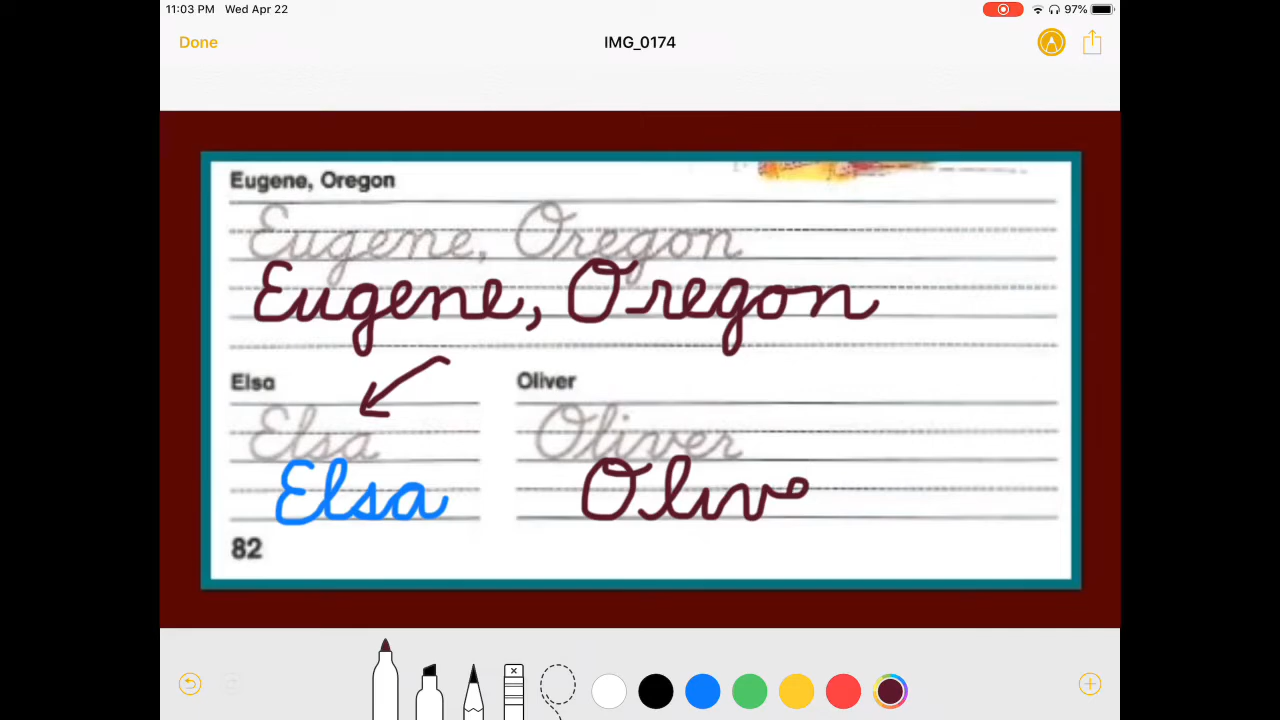 11:03 PM Wed Apr 22
97%
Done
IMG_0174
Eugene, Oregon
Eugene, Oregon
Eugene, Oregon
Elsa
Oliver
Elsa
Oliver
Elsa
Olive
82